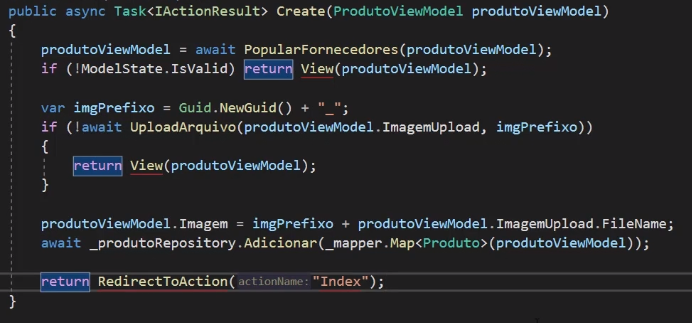 public async Task<IActionResult> Create(ProdutoViewModel produtoViewModel)
{
produtoViewModel = await PopularFornecedores(produtoViewModel);
if (!ModelState.IsValid) return View(produtoViewModel);
var imgPrefixo = Guid.NewGuid() + "_";
if (!await UploadArquivo(produtoViewModel.ImagemUpload, imgPrefixo))
{
return View(produtoViewModel);
}
produtoViewModel.Imagem = imgPrefixo + produtoViewModel.ImagemUpload.FileName;
await _produtoRepository.Adicionar(_mapper.Map<Produto>(produtoViewModel));
return RedirectToAction(actionName: "Index");
}